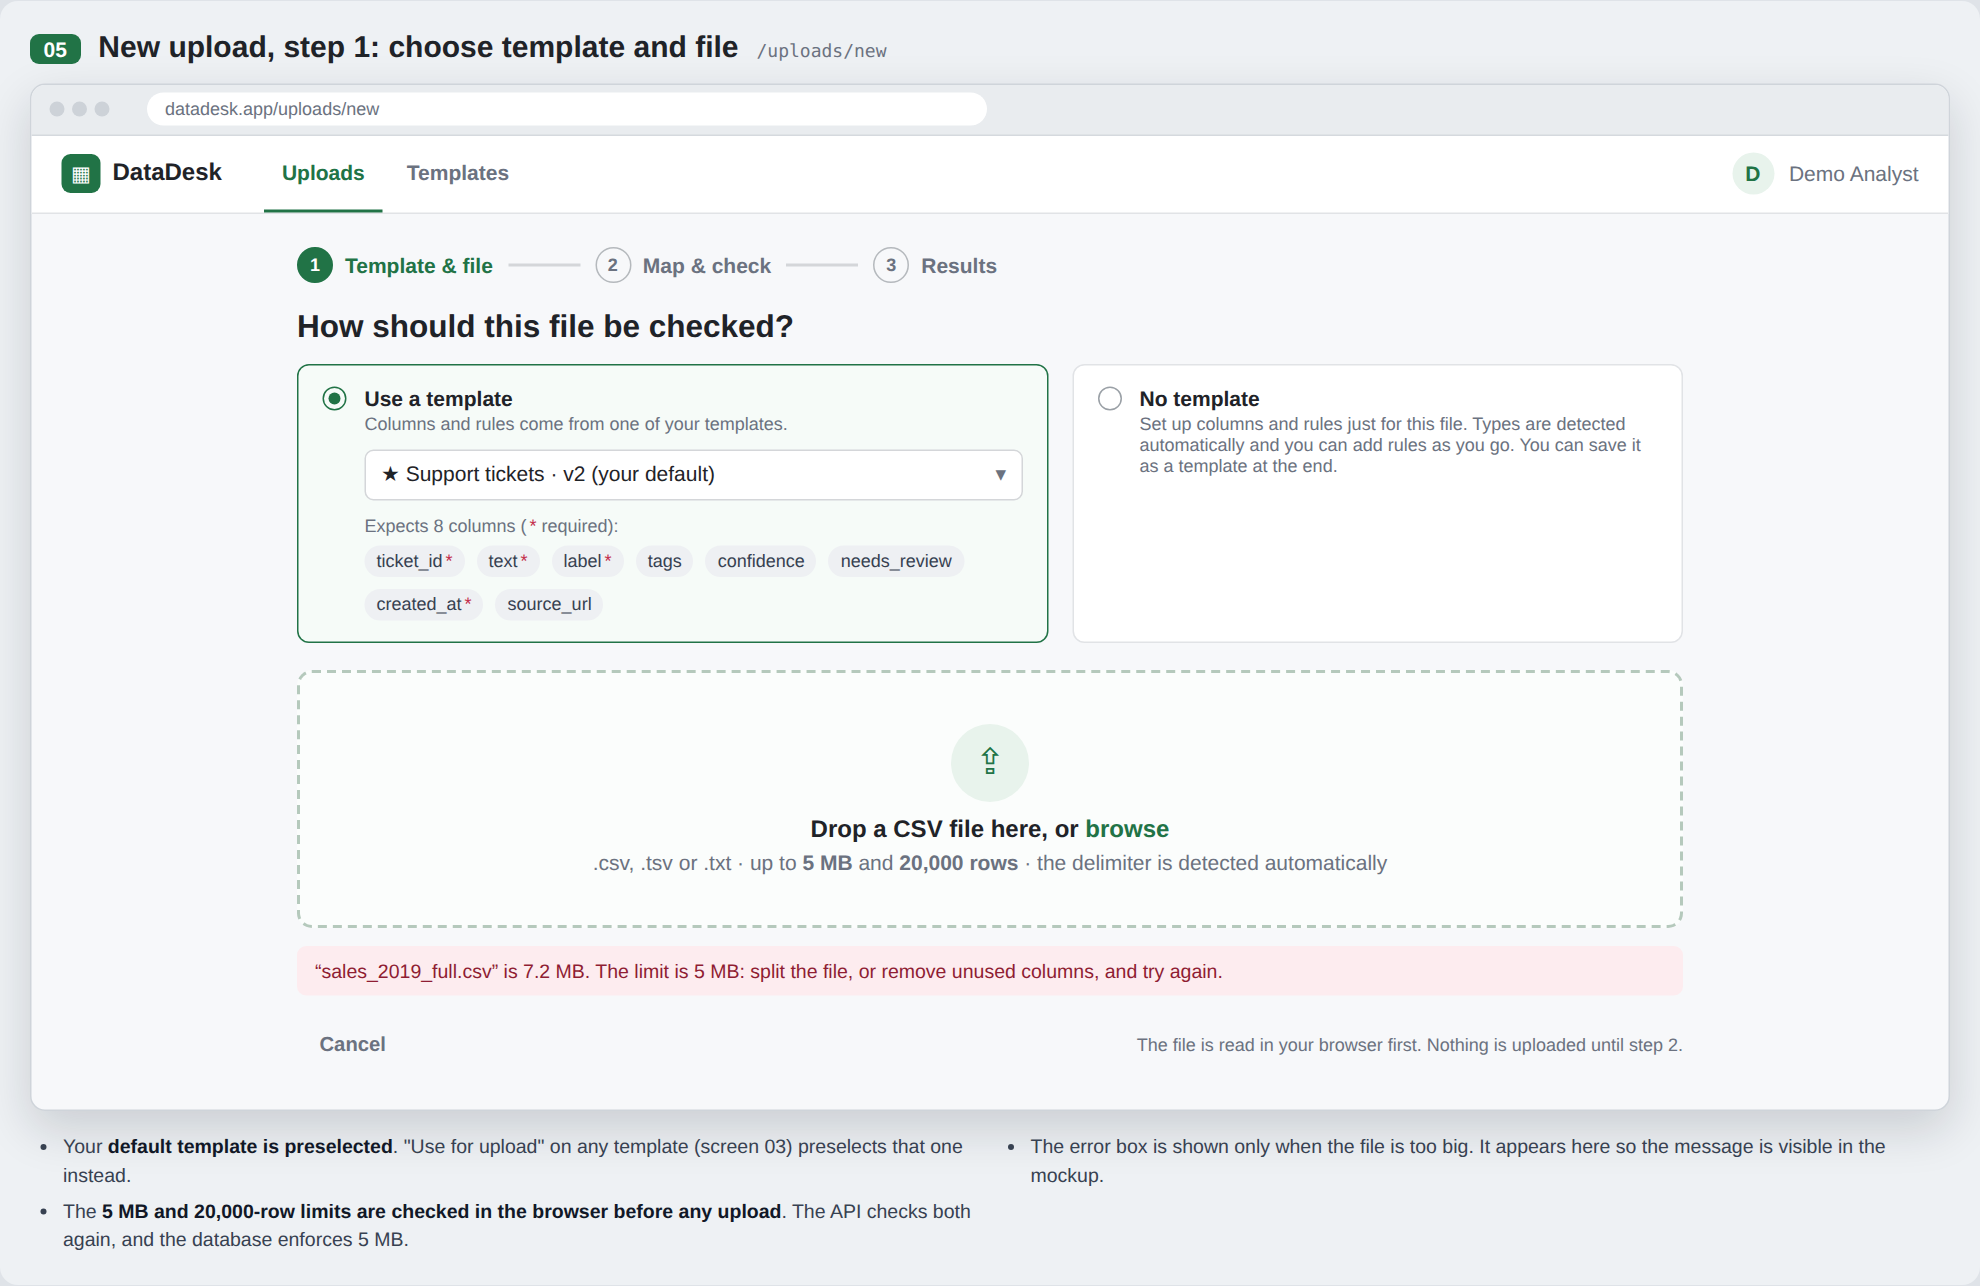 05 New upload, step 1: choose template and file /uploads/new
datadesk.app/uploads/new
DataDesk Uploads Templates D Demo Analyst
1 Template & file 2 Map & check 3 Results
How should this file be checked?
Use a template
Columns and rules come from one of your templates.
★ Support tickets · v2 (your default) ▼
Expects 8 columns (* required):
ticket_id* text* label* tags confidence needs_review
created_at* source_url
No template
Set up columns and rules just for this file. Types are detected
automatically and you can add rules as you go. You can save it
as a template at the end.
Drop a CSV file here, or browse
.csv, .tsv or .txt · up to 5 MB and 20,000 rows · the delimiter is detected automatically
“sales_2019_full.csv” is 7.2 MB. The limit is 5 MB: split the file, or remove unused columns, and try again.
Cancel The file is read in your browser first. Nothing is uploaded until step 2.
• Your default template is preselected. "Use for upload" on any template (screen 03) preselects that one
instead.
• The 5 MB and 20,000-row limits are checked in the browser before any upload. The API checks both
again, and the database enforces 5 MB.
• The error box is shown only when the file is too big. It appears here so the message is visible in the
mockup.